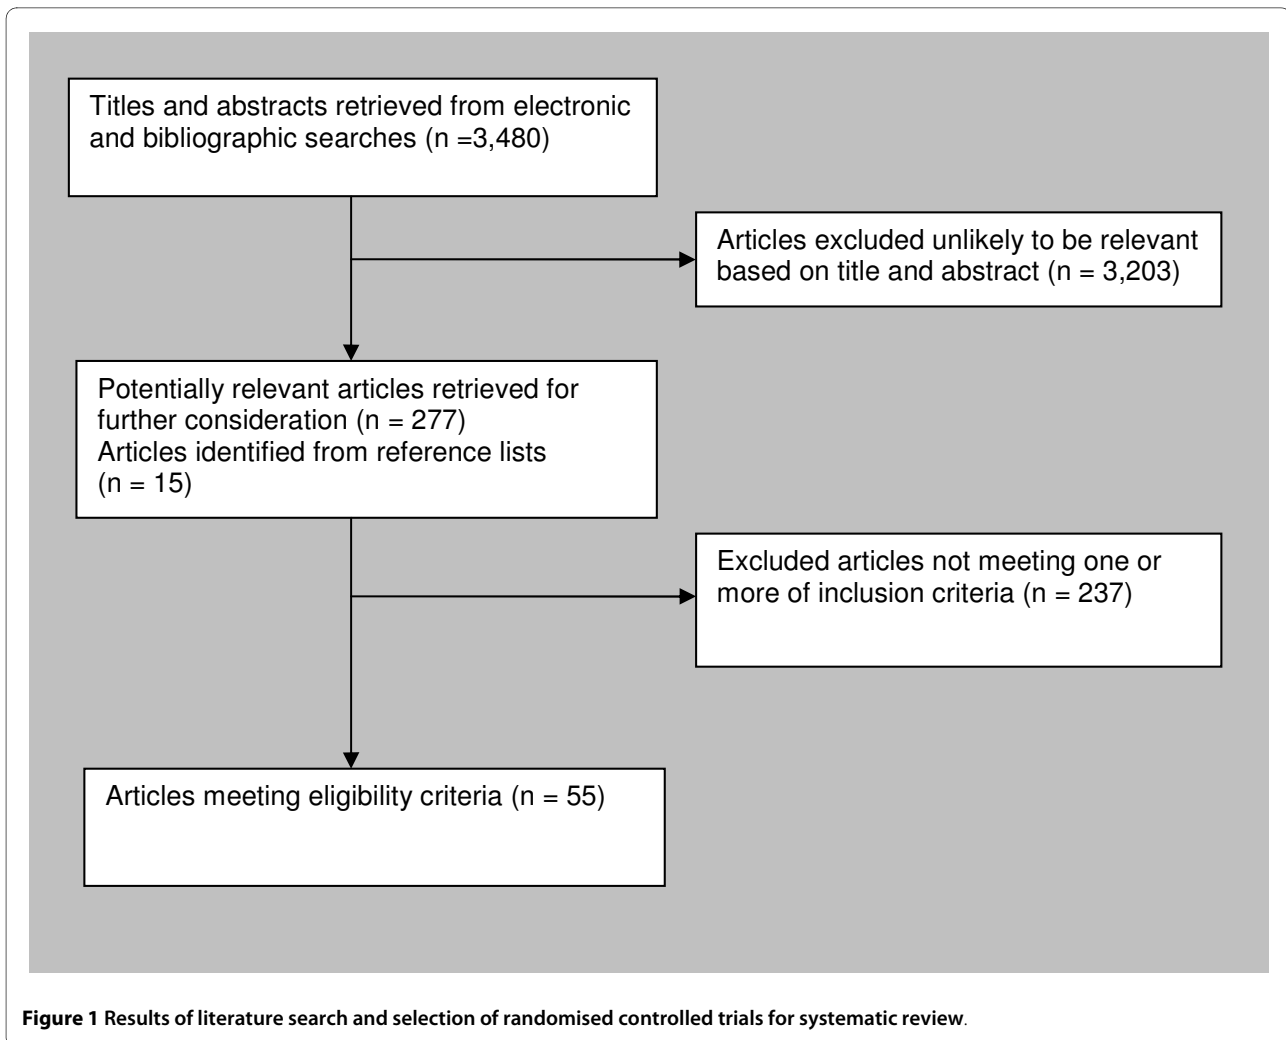 Titles and abstracts retrieved from electronic
and bibliographic searches (n =3,480)
Articles excluded unlikely to be relevant
based on title and abstract (n = 3,203)
Potentially relevant articles retrieved for
further consideration (n = 277)
Articles identified from reference lists
(n = 15)
Excluded articles not meeting one or
more of inclusion criteria (n = 237)
Articles meeting eligibility criteria (n = 55)
Figure 1 Results of literature search and selection of randomised controlled trials for systematic review.